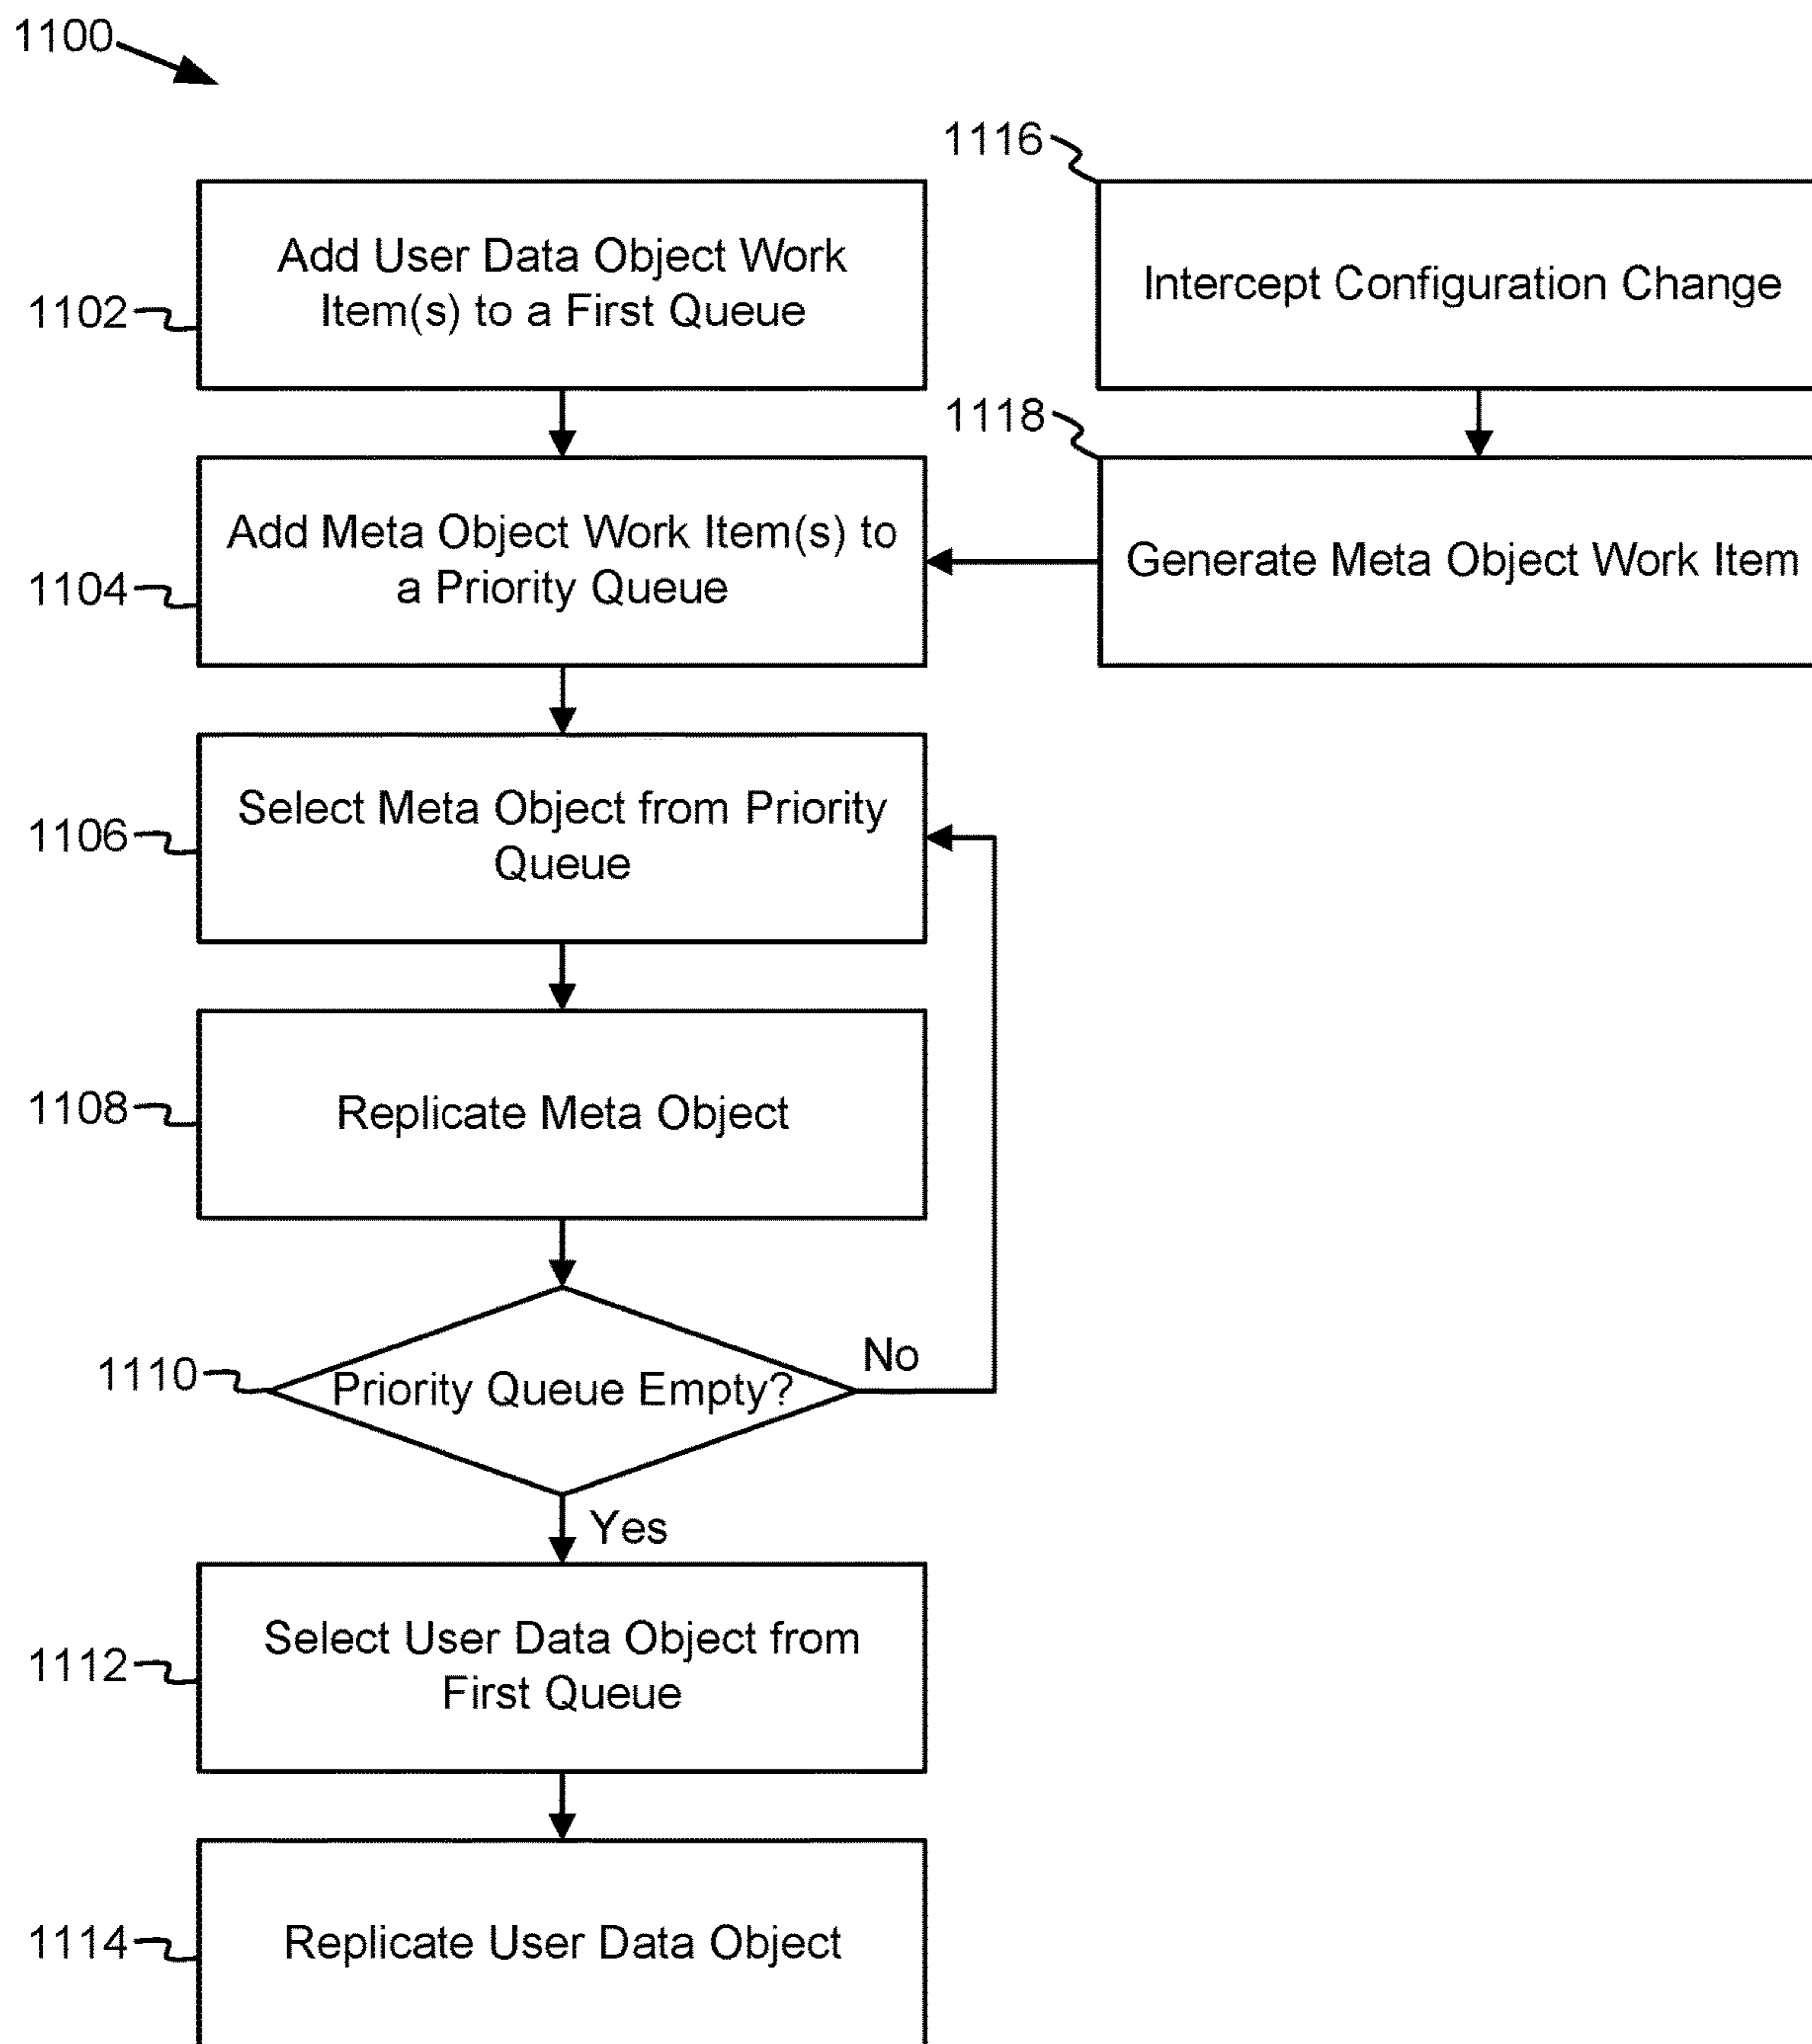 1100
1116
1102
Add User Data Object Work
Item(s) to a First Queue
Intercept Configuration Change
1118
1104
Add Meta Object Work Item(s) to
a Priority Queue
Generate Meta Object Work Item
1106
Select Meta Object from Priority
Queue
1108
Replicate Meta Object
1110
Priority Queue Empty?
No
Yes
1112
Select User Data Object from
First Queue
1114
Replicate User Data Object